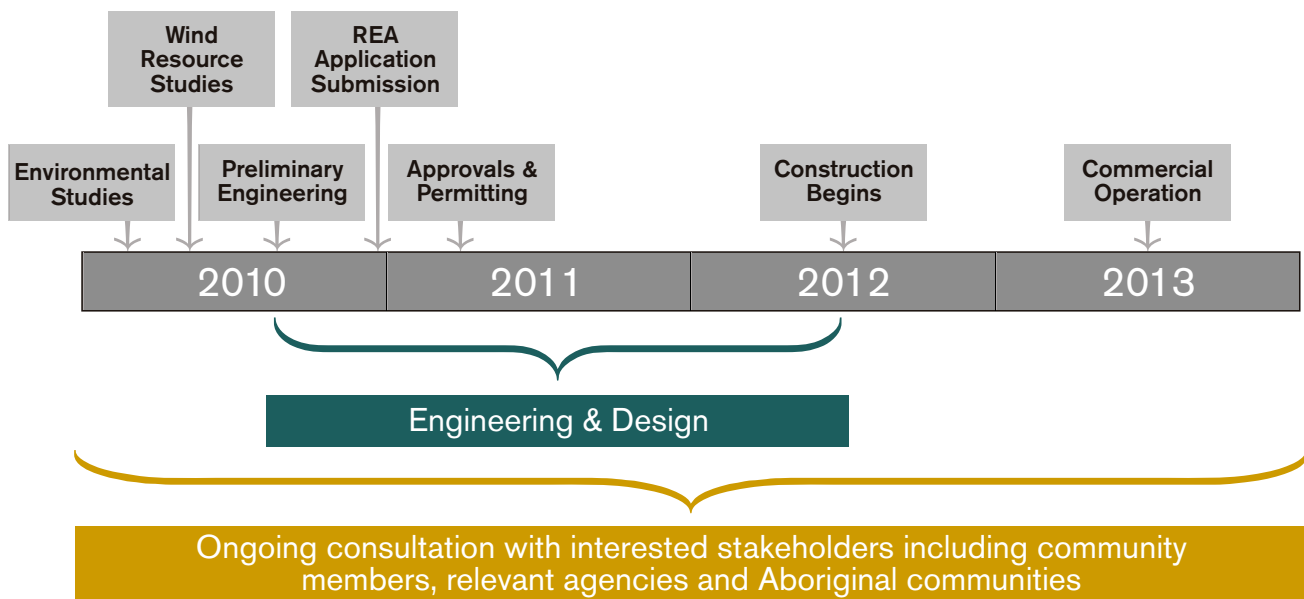 Wind
Resource
Studies
REA
Application
Submission
Environmental
Studies
Preliminary
Engineering
Approvals &
Permitting
Construction
Begins
Commercial
Operation
2010
2011
2012
2013
Engineering & Design
Ongoing consultation with interested stakeholders including community
members, relevant agencies and Aboriginal communities